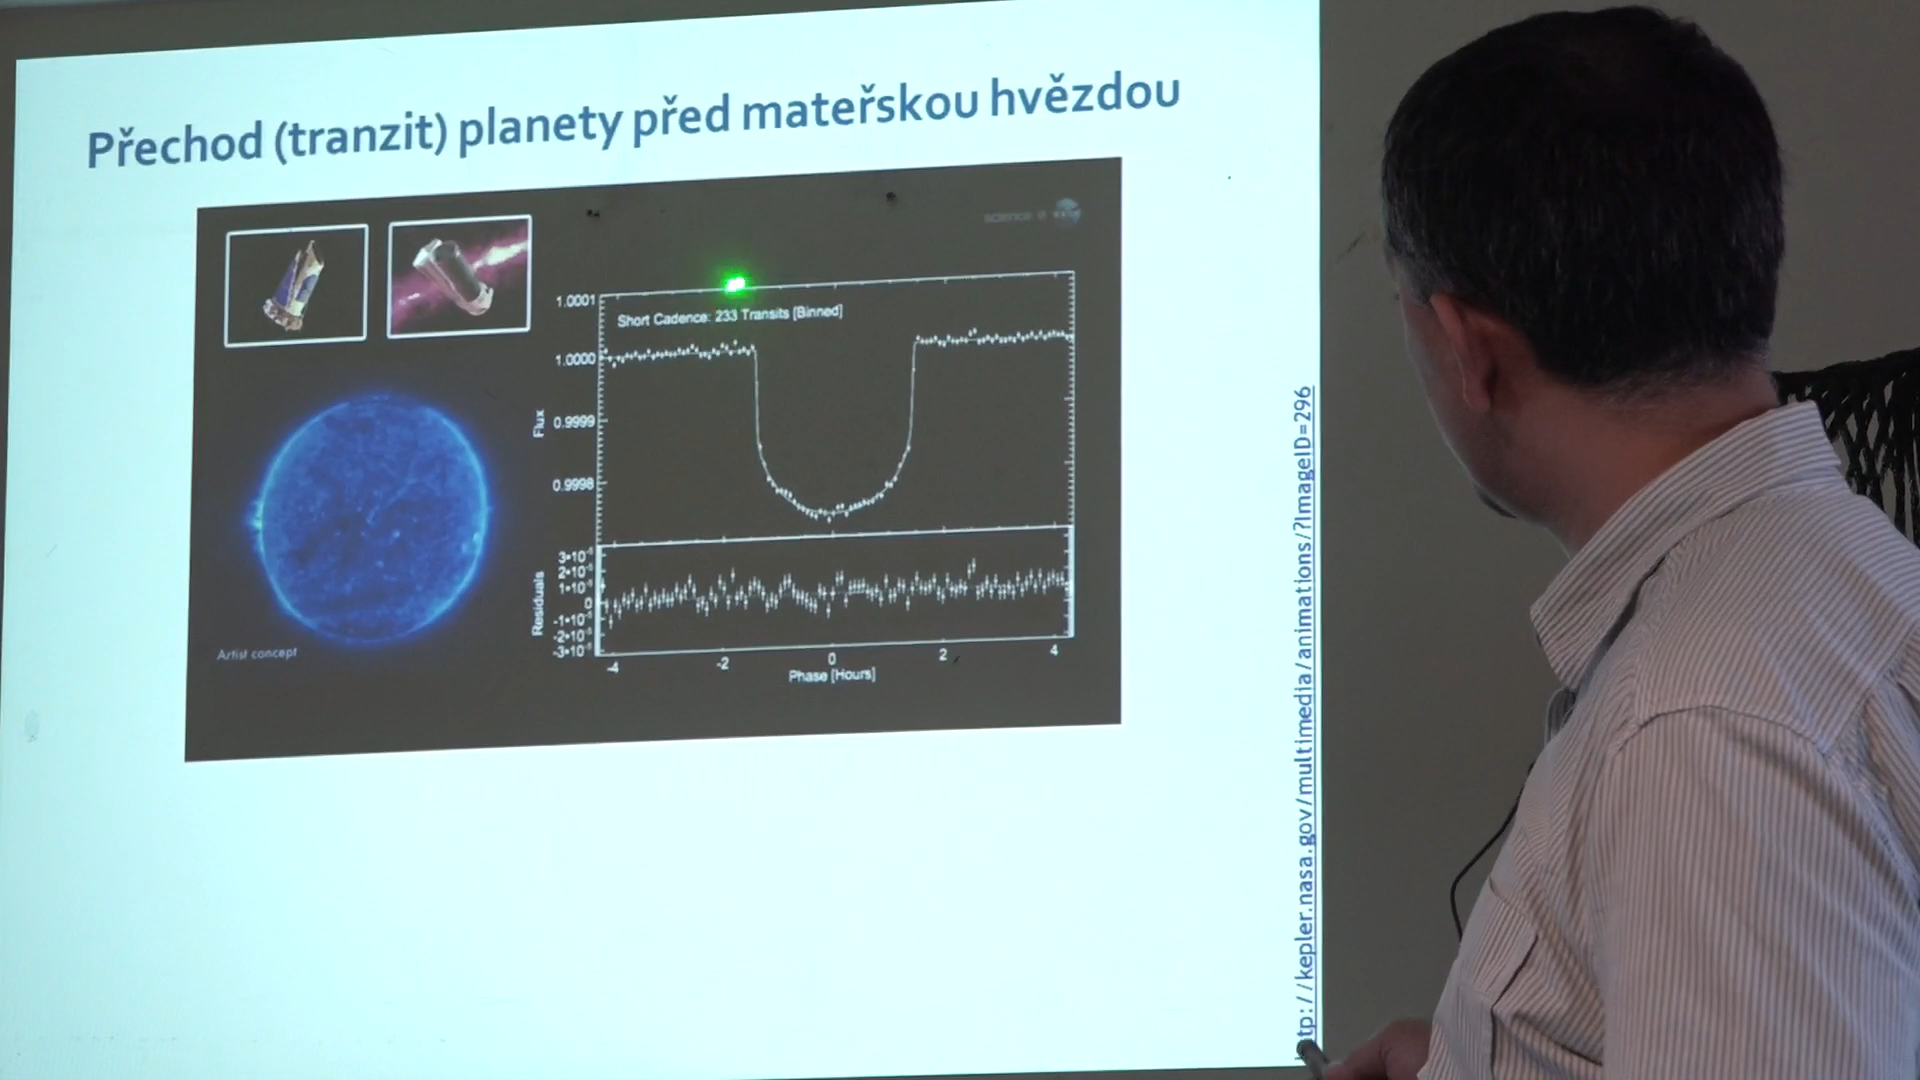 Přechod (tranzit) planety před mateřskou hvězdou
science
Short Cadence: 233 Transits [Binned]
1.0001
1.0000
0.9999
0.9998
Flux
3•10⁻⁵
2•10⁻⁵
1•10⁻⁵
0
-1•10⁻⁵
-2•10⁻⁵
-3•10⁻⁵
Residuals
-4 -2 0 2 4
Phase [Hours]
Artist concept
http://kepler.nasa.gov/multimedia/animations/?ImageID=296